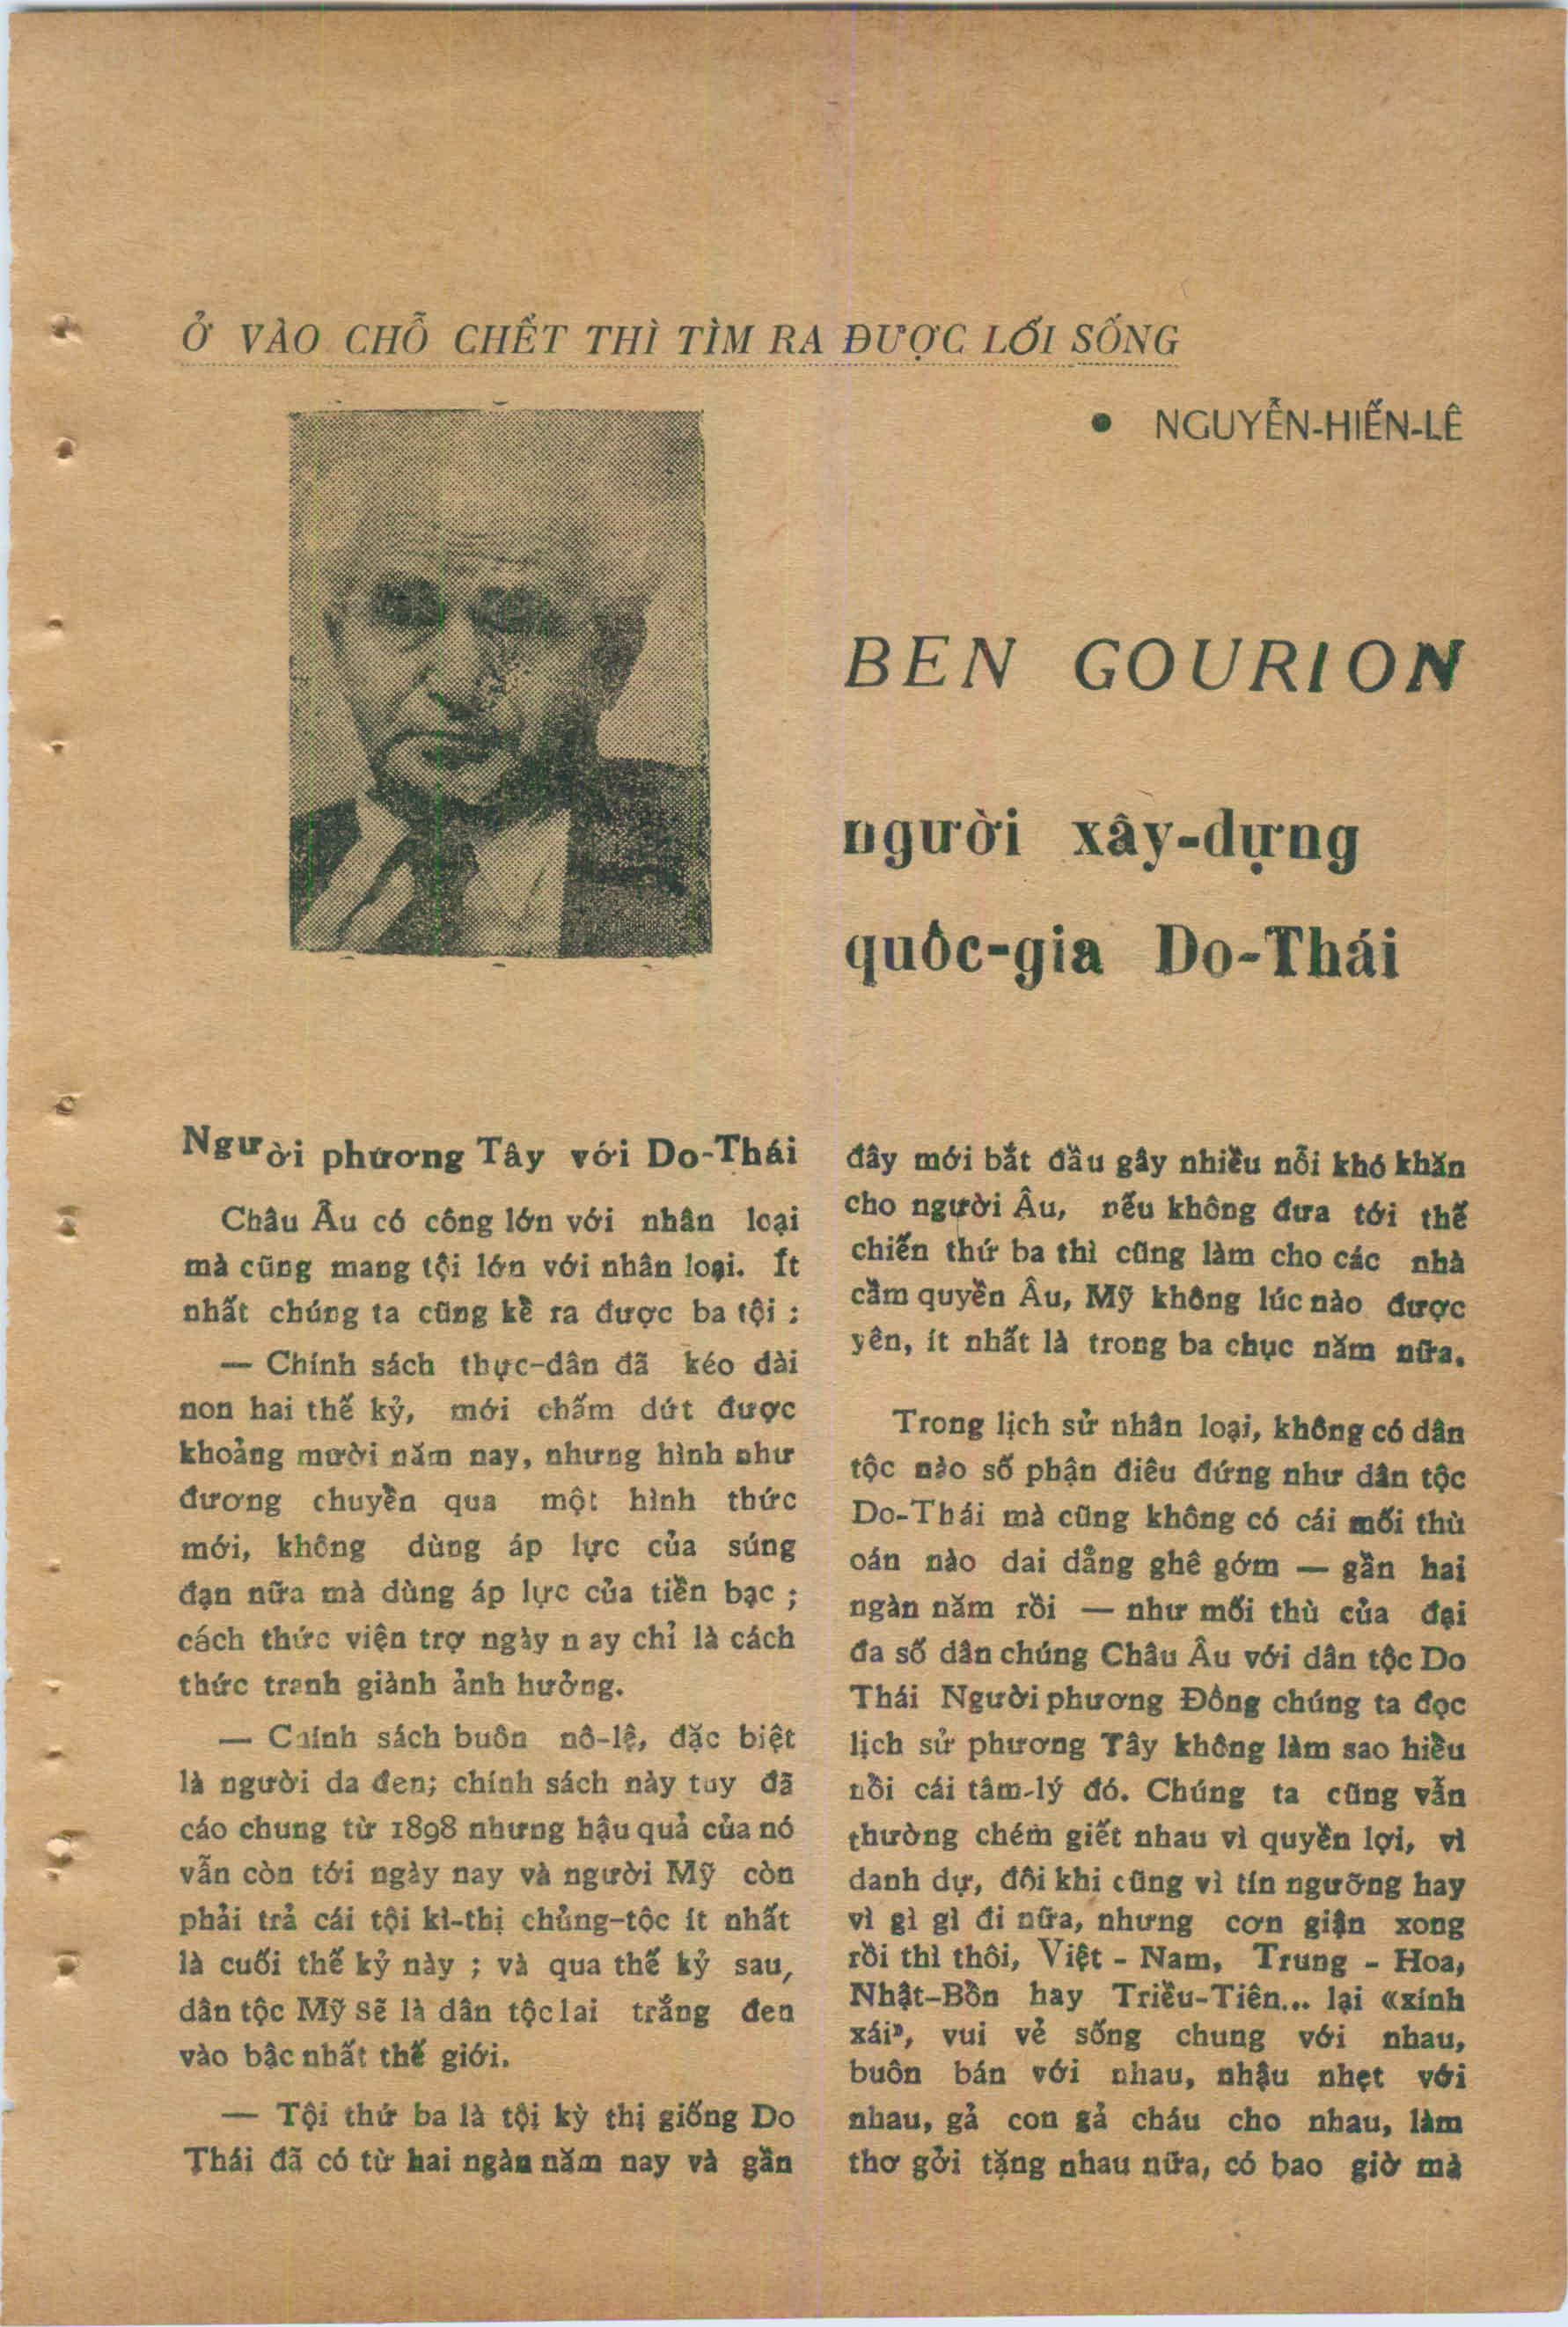 Ở VÀO CHỖ CHẾT THÌ TÌM RA ĐƯỢC LỐI SỐNG
• NGUYỄN-HIẾN-LÊ
BEN GOURION
người xây-dựng
quôc-gia Do-Thái
Người phương Tây với Do-Thái
Châu Âu có công lớn với nhân loại
mà cũng mang tội lớn với nhân loại. Ít
nhất chúng ta cũng kể ra được ba tội :
— Chính sách thực-dân đã kéo dài
non hai thế kỷ, mới chấm dứt được
khoảng mười năm nay, nhưng hình như
đương chuyển qua một hình thức
mới, không dùng áp lực của súng
đạn nữa mà dùng áp lực của tiền bạc ;
cách thức viện trợ ngày n ay chỉ là cách
thức tranh giành ảnh hưởng.
— Chính sách buôn nô-lệ, đặc biệt
là người da đen; chính sách này tuy đã
cáo chung từ 1898 nhưng hậu quả của nó
vẫn còn tới ngày nay và người Mỹ còn
phải trả cái tội kì-thị chủng-tộc ít nhất
là cuối thế kỷ này ; và qua thế kỷ sau,
dân tộc Mỹ sẽ là dân tộc lai trắng đen
vào bậc nhất thế giới.
— Tội thứ ba là tội kỳ thị giống Do
Thái đã có từ hai ngàn năm nay và gần
đây mới bắt đầu gây nhiều nỗi khó khăn
cho người Âu, nếu không đưa tới thế
chiến thứ ba thì cũng làm cho các nhà
cầm quyền Âu, Mỹ không lúc nào được
yên, ít nhất là trong ba chục năm nữa.
Trong lịch sử nhân loại, không có dân
tộc nào số phận điêu đứng như dân tộc
Do-Thái mà cũng không có cái mối thù
oán nào dai dẳng ghê gớm — gần hai
ngàn năm rồi — như mối thù của đại
đa số dân chúng Châu Âu với dân tộc Do
Thái Người phương Đông chúng ta đọc
lịch sử phương Tây không làm sao hiểu
nổi cái tâm-lý đó. Chúng ta cũng vẫn
thường chém giết nhau vì quyền lợi, vì
danh dự, đôi khi cũng vì tín ngưỡng hay
vì gì gì đi nữa, nhưng cơn giận xong
rồi thì thôi, Việt - Nam, Trung - Hoa,
Nhật-Bồn hay Triều-Tiên... lại «xính
xái», vui vẻ sống chung với nhau,
buôn bán với nhau, nhậu nhẹt với
nhau, gả con gả cháu cho nhau, làm
thơ gởi tặng nhau nữa, có bao giờ mà